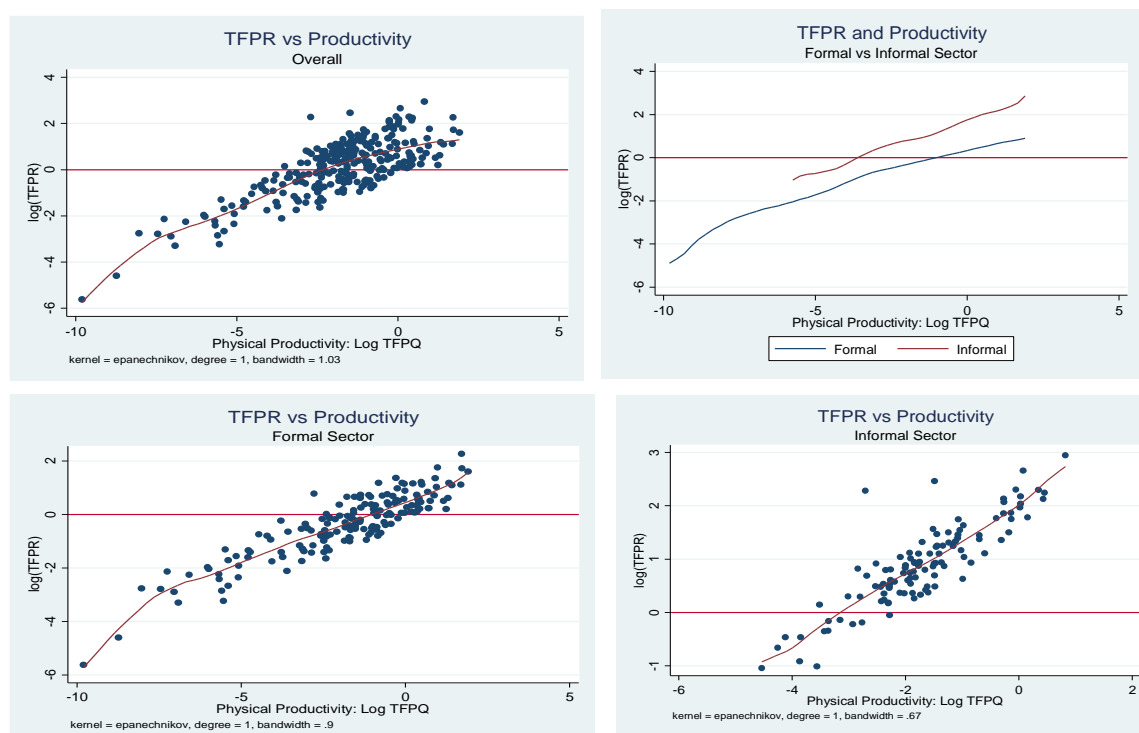 TFPR vs Productivity
Overall
4
2
0
-2
-4
-6
log(TFPR)
-10
-5
0
5
Physical Productivity: Log TFPQ
kernel = epanechnikov, degree = 1, bandwidth = 1.03
TFPR and Productivity
Formal vs Informal Sector
4
2
0
-2
-4
-6
log(TFPR)
-10
-5
0
5
Physical Productivity: Log TFPQ
Formal
Informal
TFPR vs Productivity
Formal Sector
2
0
-2
-4
-6
log(TFPR)
-10
-5
0
5
Physical Productivity: Log TFPQ
kernel = epanechnikov, degree = 1, bandwidth = .9
TFPR vs Productivity
Informal Sector
3
2
1
0
-1
log(TFPR)
-6
-4
-2
0
2
Physical Productivity: Log TFPQ
kernel = epanechnikov, degree = 1, bandwidth = .67